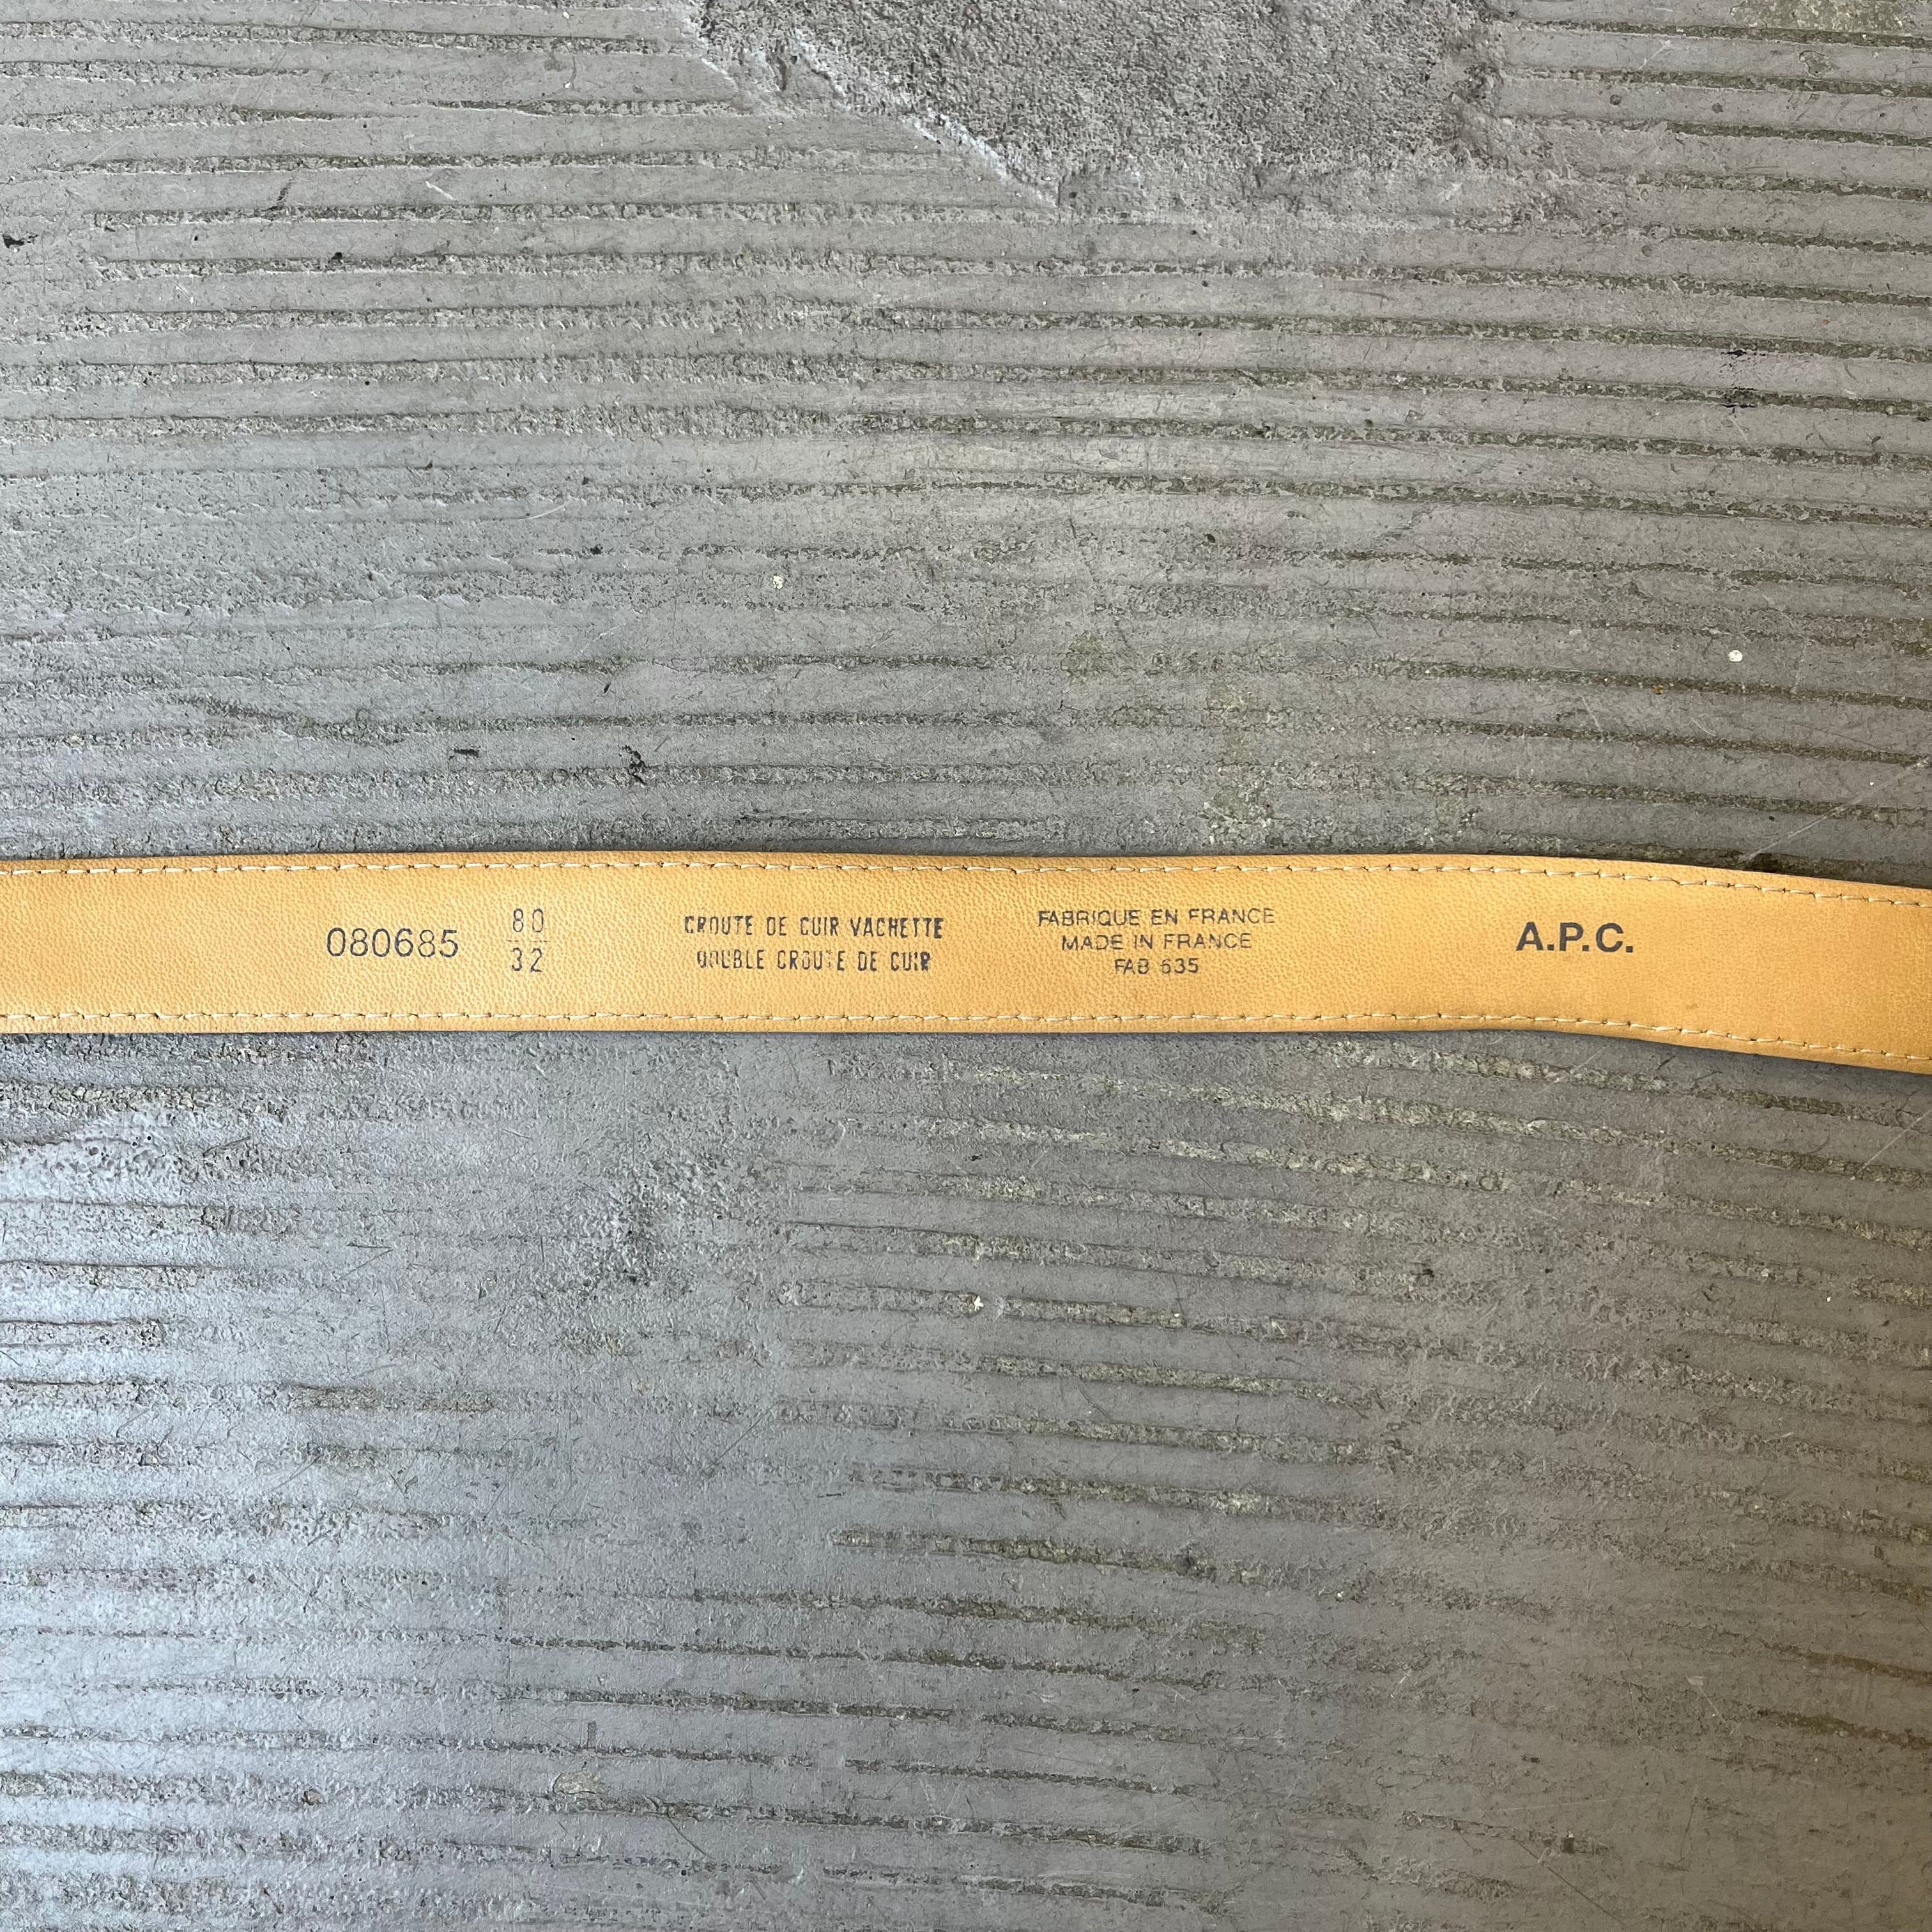 080685
80
32
CROUTE DE CUIR VACHETTE
DOUBLE CROUTE DE CUIR
FABRIQUE EN FRANCE
MADE IN FRANCE
FAB 635
A.P.C.